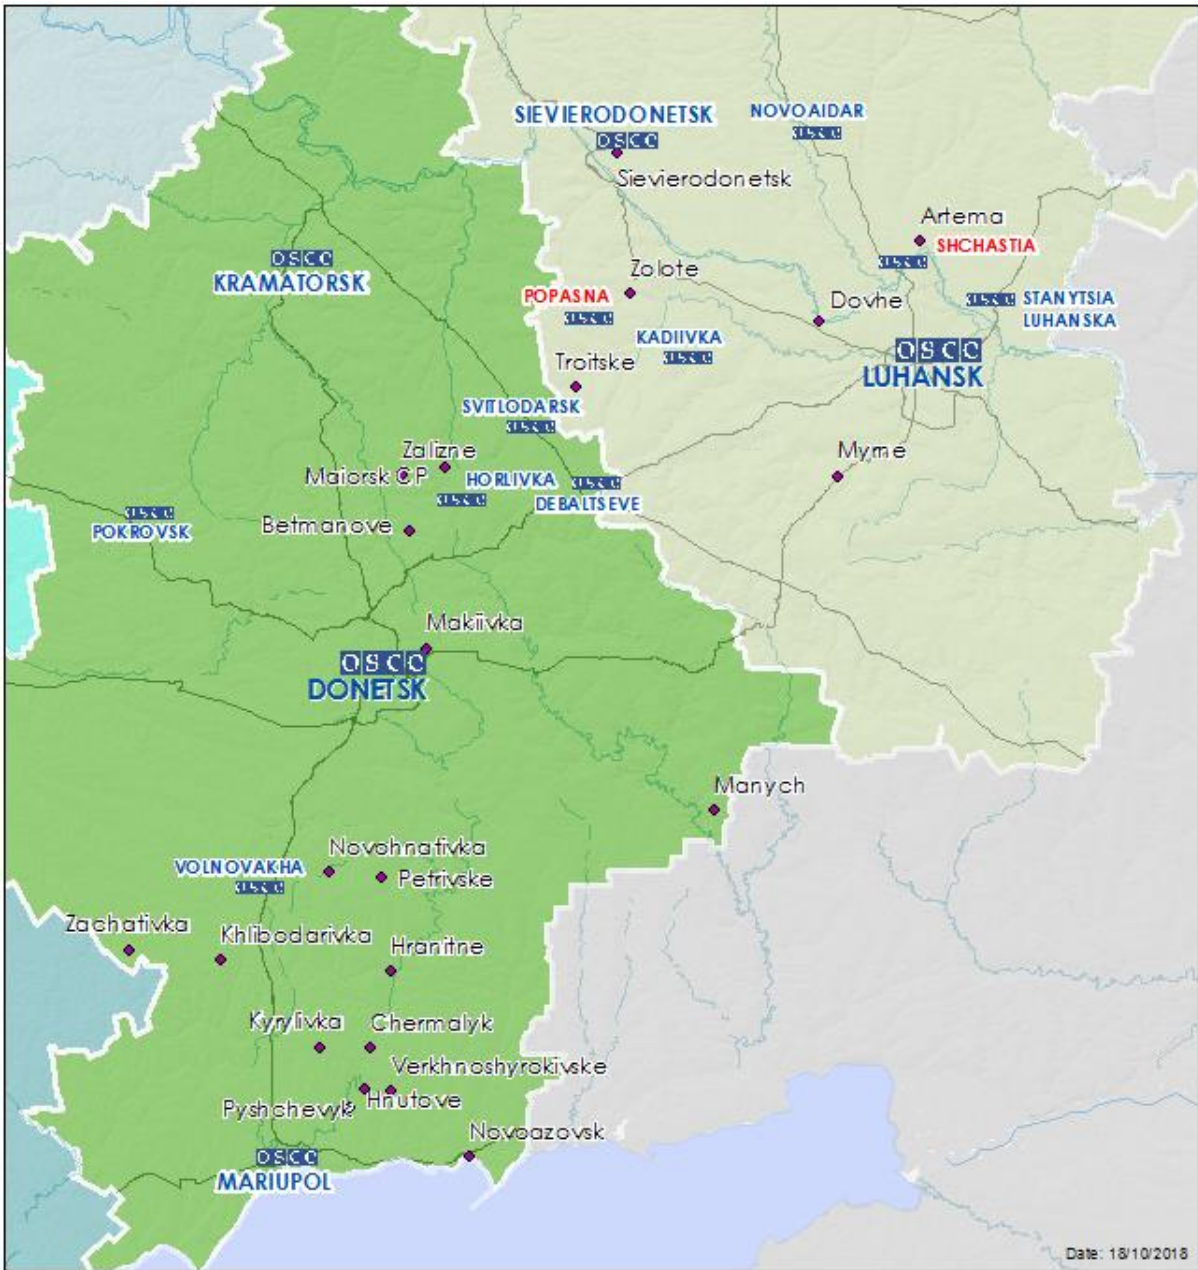 SIEVIERODONETSK
OSCE
Sievierodonetsk
NOVOAIDAR
OSCE
Artema
SHCHASTIA
OSCE
OSCE
KRAMATORSK
Zolote
POPASNA
OSCE
Dovhe
OSCE
STANYTSIA
LUHANSKA
KADIIVKA
OSCE
OSCE
LUHANSK
Troitske
SVITLODARSK
OSCE
Zalizne
Maiorsk CP
HORLIVKA
OSCE
OSCE
DEBALTSEVE
Myrne
OSCE
POKROVSK
Betmanove
Makiivka
OSCE
DONETSK
Manych
Novohnativka
VOLNOVAKHA
OSCE
Petrivske
Zachativka
Khlibodarivka
Hranitne
Kyrylivka
Chermalyk
Verkhnoshyrokivske
Pyshchevyk
Hnutove
Novoazovsk
OSCE
MARIUPOL
Date: 18/10/2018